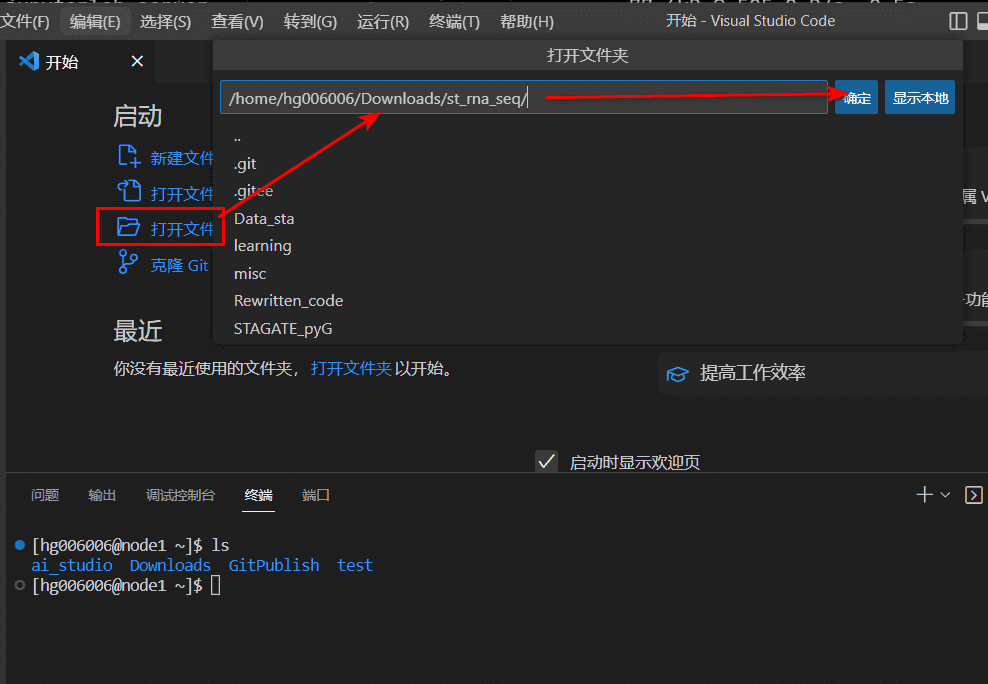 文件(F) 编辑(E) 选择(S) 查看(V) 转到(G) 运行(R) 终端(T) 帮助(H) 开始 - Visual Studio Code
开始
打开文件夹
/home/hg006006/Downloads/st_rna_seq/ 确定 显示本地
..
.git
.gitee
Data_sta
learning
misc
Rewritten_code
STAGATE_pyG
启动
新建文件
打开文件
打开文件
克隆 Git
最近
你没有最近使用的文件夹，打开文件夹以开始。
属 V
功能
提高工作效率
启动时显示欢迎页
问题 输出 调试控制台 终端 端口
[hg006006@node1 ~]$ ls
ai_studio Downloads GitPublish test
[hg006006@node1 ~]$